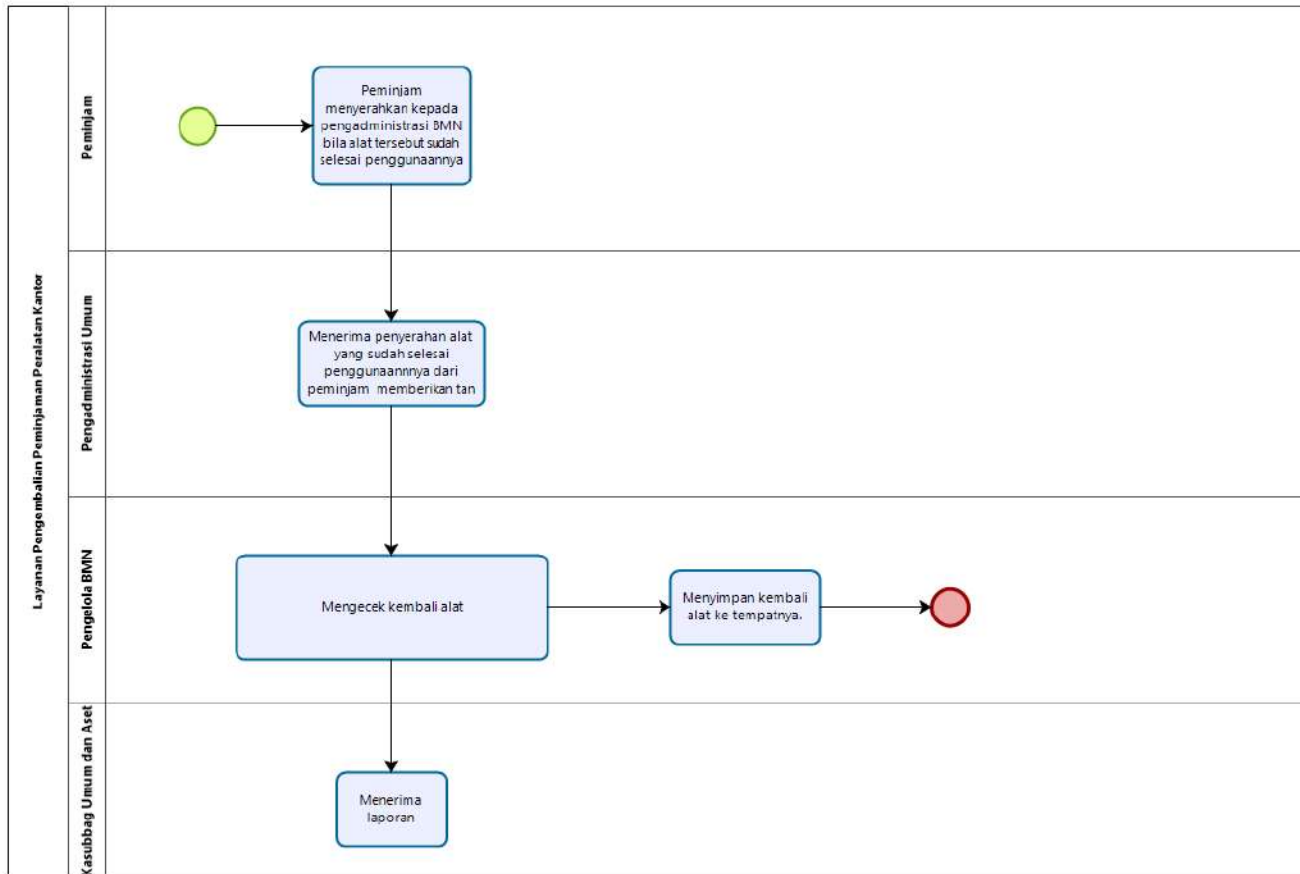 Layanan Pengembalian Peminjaman Peralatan Kantor
Peminjam
Peminjam
menyerahkan kepada
pengadministrasi BMN
bila alat tersebut sudah
selesai penggunaannya
Pengadministrasi Umum
Menerima penyerahan alat
yang sudah selesai
penggunaannnya dari
peminjam memberikan tan
Pengelola BMN
Mengecek kembali alat
Menyimpan kembali
alat ke tempatnya.
Kasubbag Umum dan Aset
Menerima
laporan